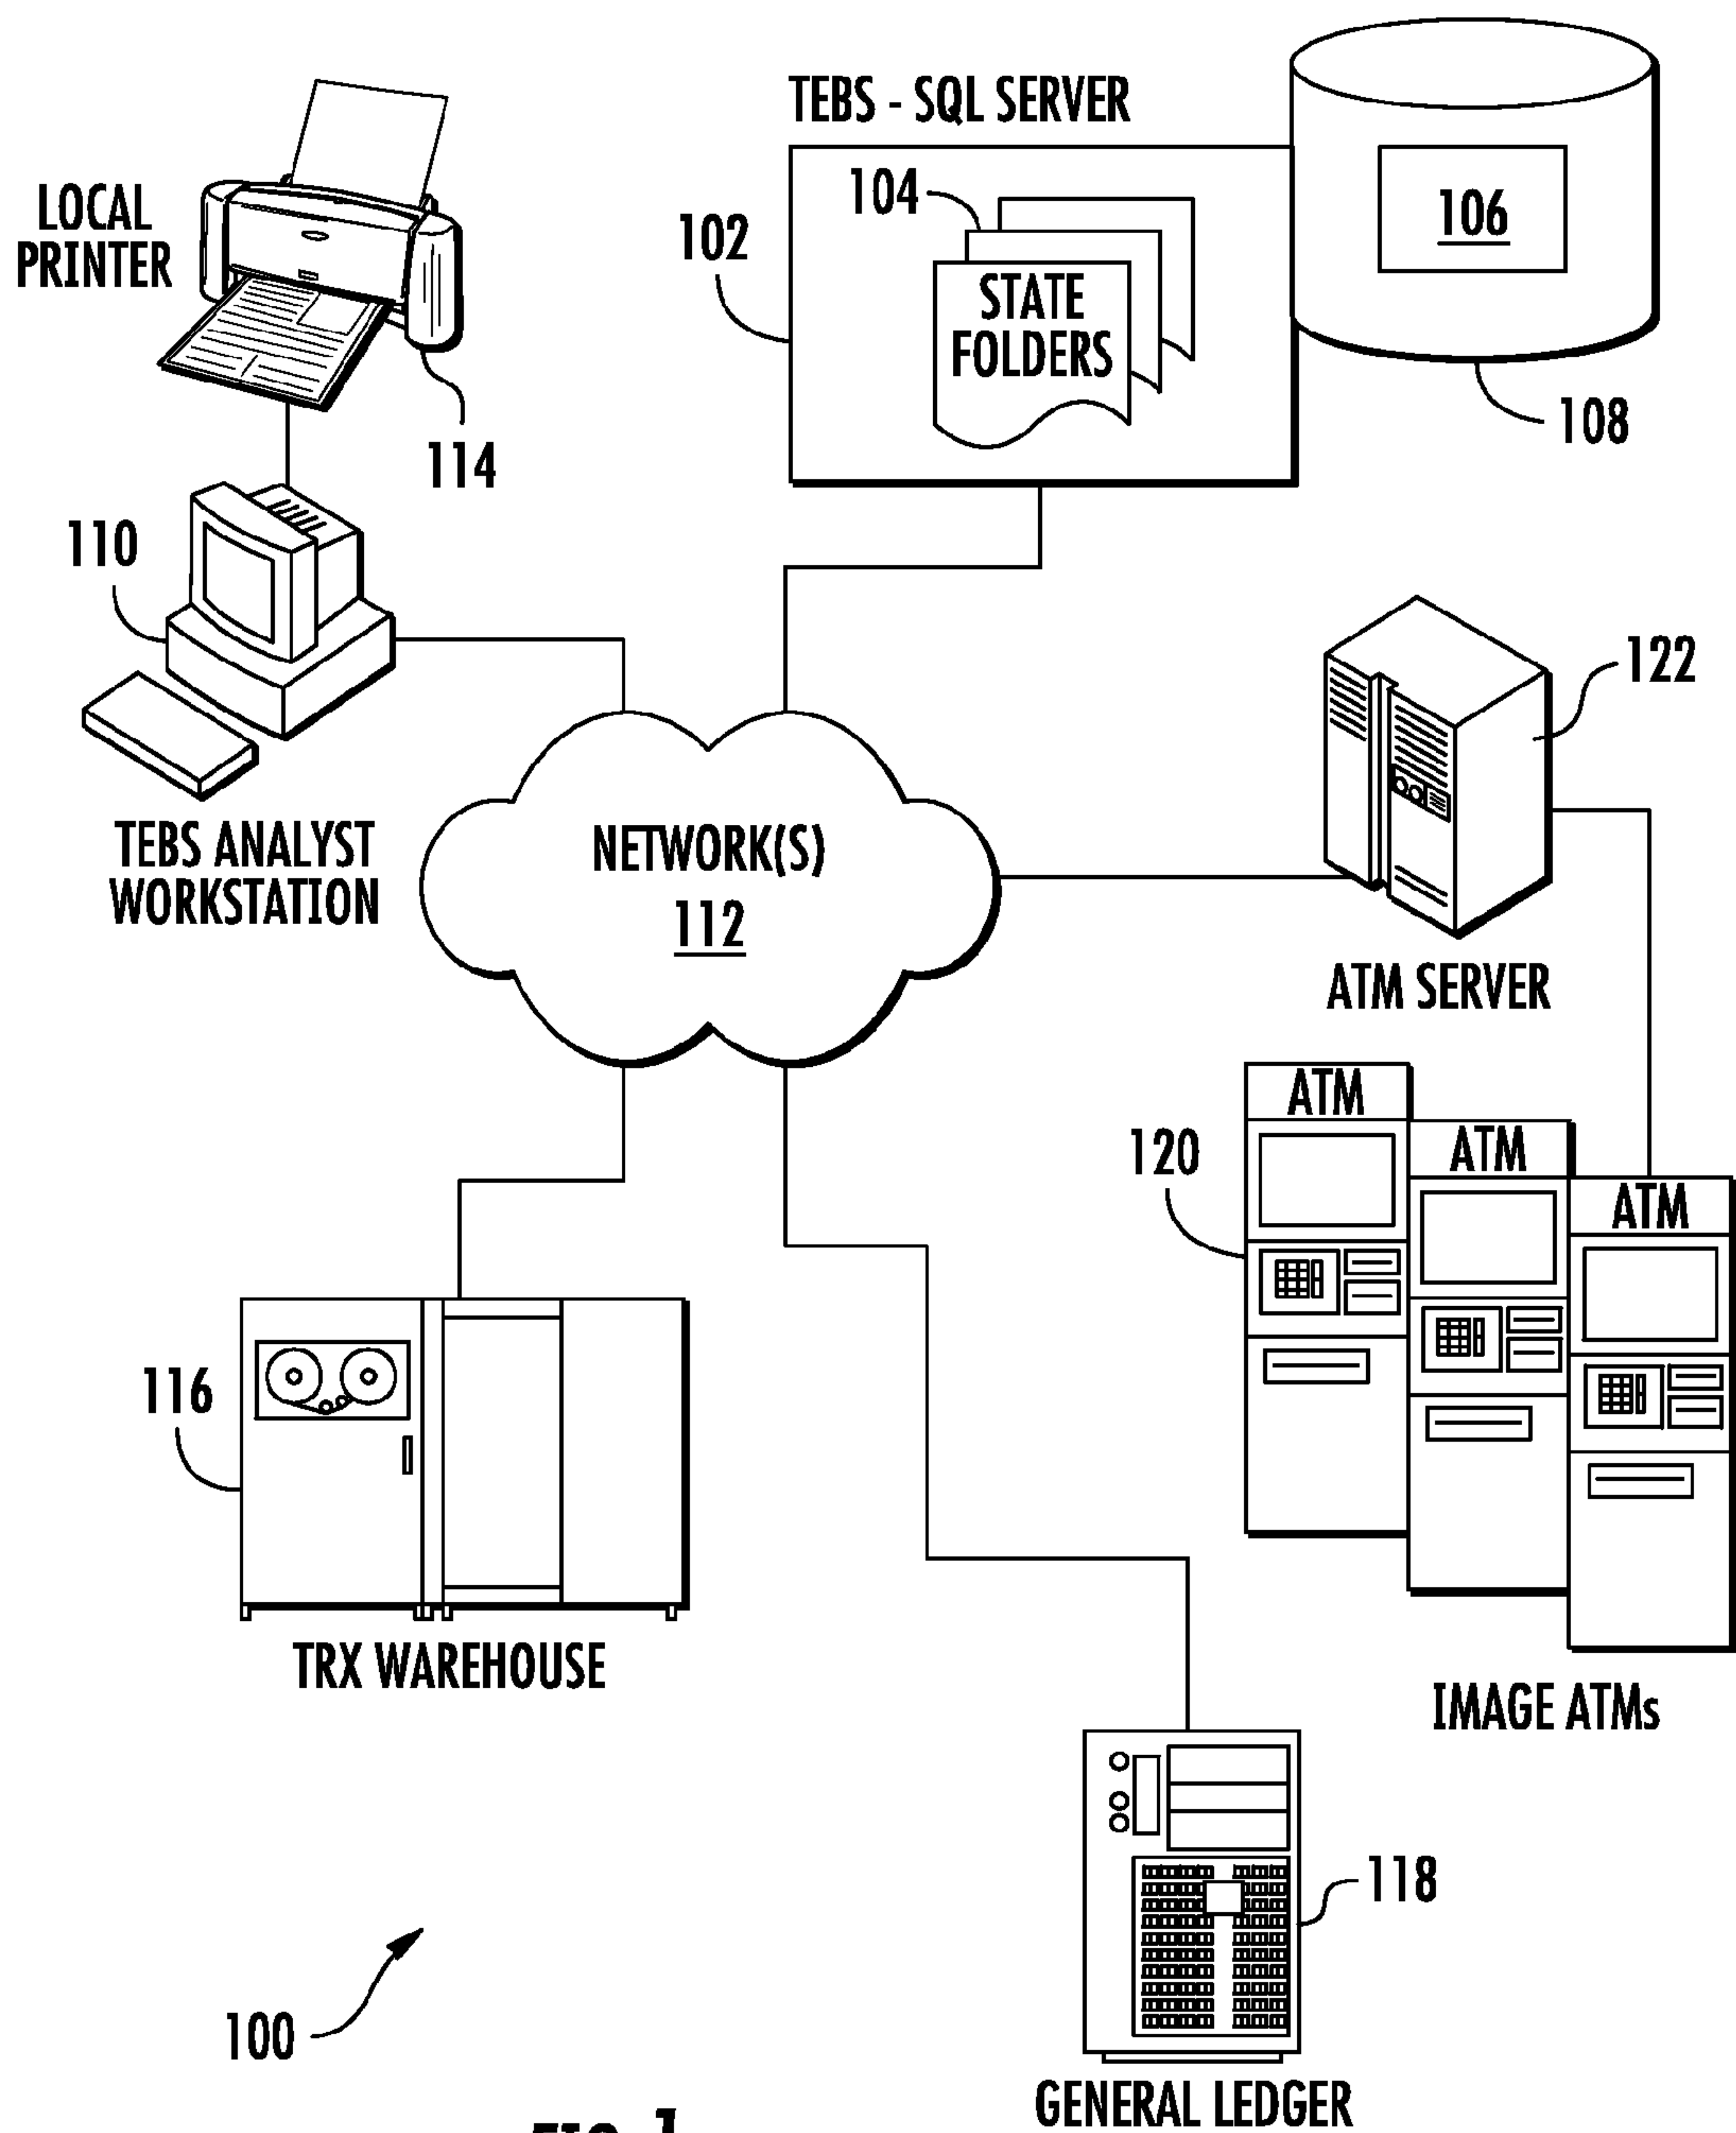 TEBS - SQL SERVER
LOCAL
PRINTER
104
102
106
STATE
FOLDERS
108
114
110
122
TEBS ANALYST
WORKSTATION
NETWORK(S)
112
ATM SERVER
ATM
ATM
ATM
120
116
TRX WAREHOUSE
IMAGE ATMs
118
100
GENERAL LEDGER